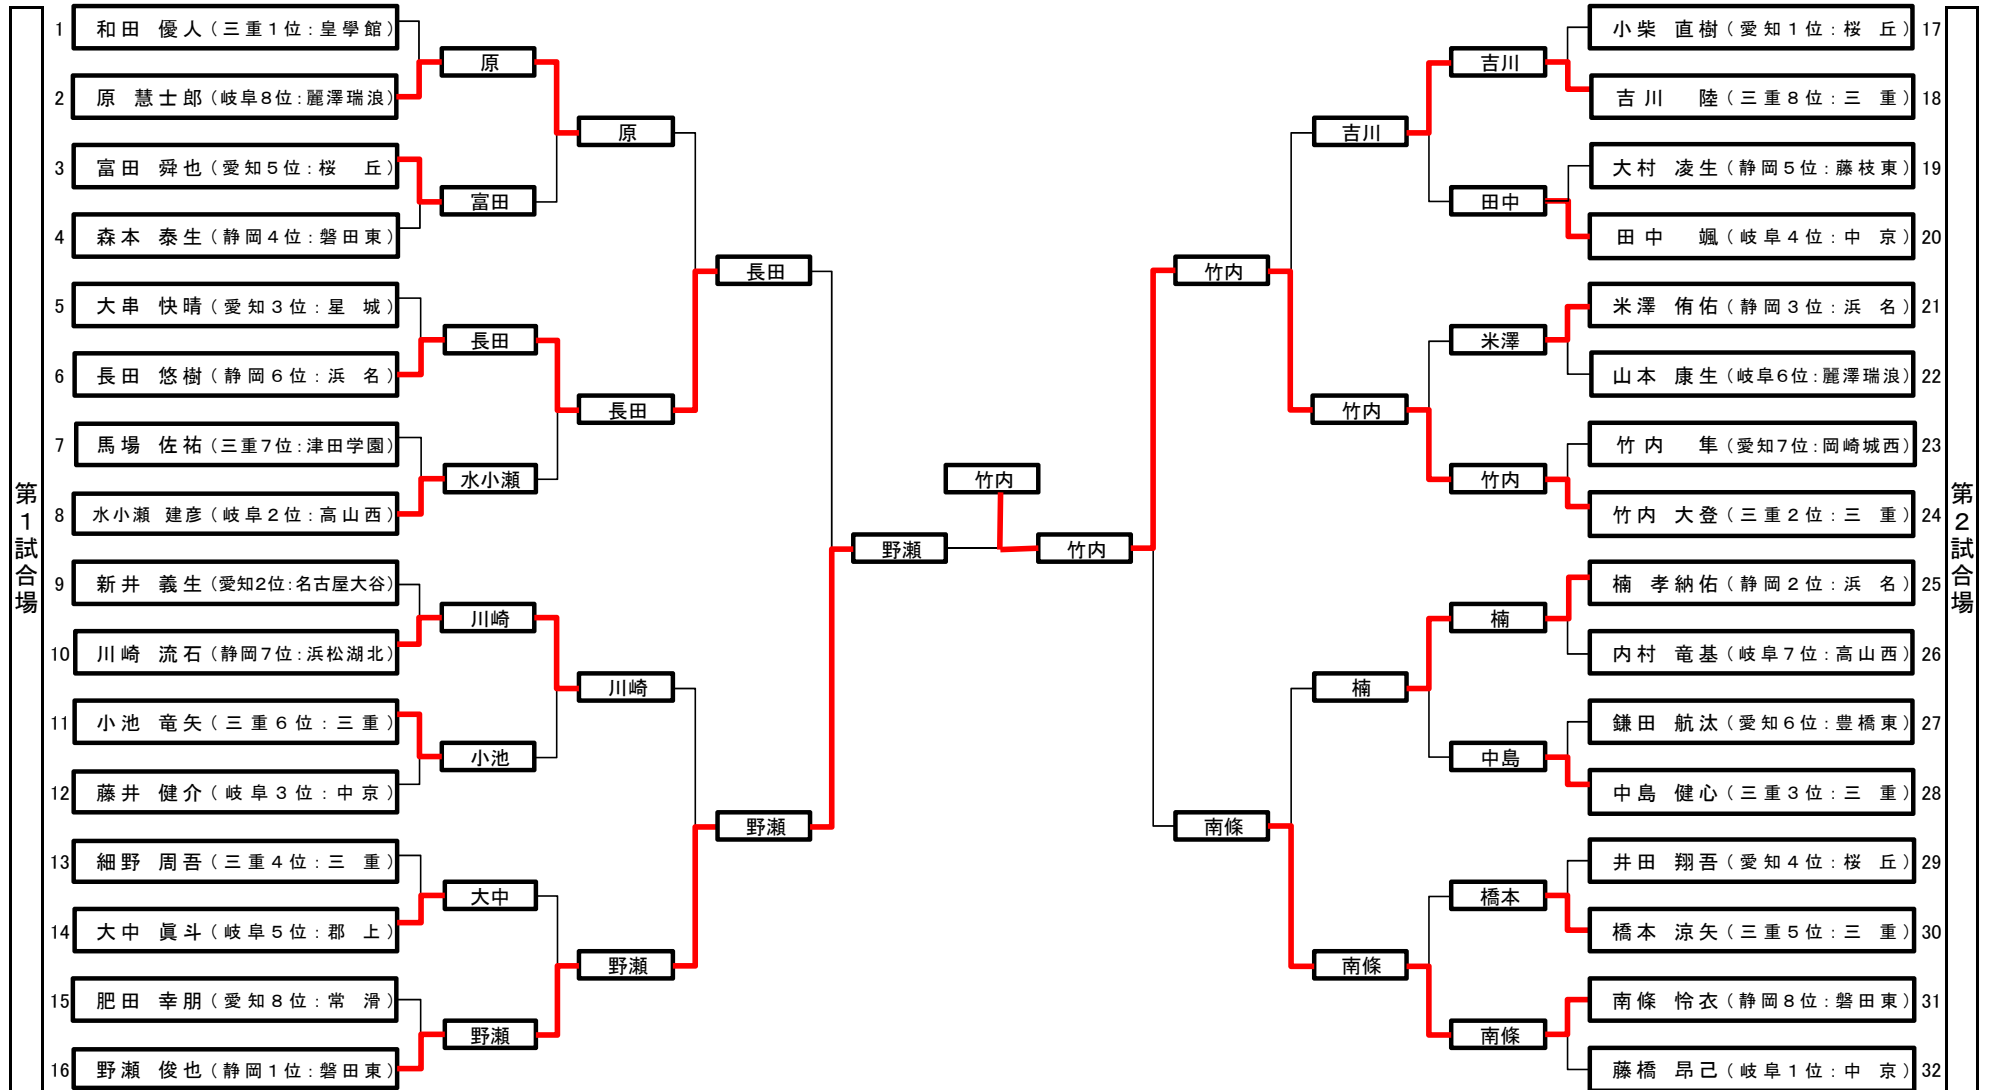 第1試合場
1 和田 優人(三重1位:皇學館)
2 原 慧士郎(岐阜8位:麗澤瑞浪)
3 富田 舜也(愛知5位:桜 丘)
4 森本 泰生(静岡4位:磐田東)
5 大串 快晴(愛知3位:星 城)
6 長田 悠樹(静岡6位:浜 名)
7 馬場 佐祐(三重7位:津田学園)
8 水小瀬 建彦(岐阜2位:高山西)
9 新井 義生(愛知2位:名古屋大谷)
10 川崎 流石(静岡7位:浜松湖北)
11 小池 竜矢(三重6位:三重)
12 藤井 健介(岐阜3位:中京)
13 細野 周吾(三重4位:三 重)
14 大中 眞斗(岐阜5位:郡 上)
15 肥田 幸朋(愛知8位:常 滑)
16 野瀬 俊也(静岡1位:磐田東)
原
富田
長田
水小瀬
川崎
小池
大中
野瀬
原
長田
川崎
野瀬
長田
野瀬
野瀬
竹内
竹内
竹内
南條
吉川
竹内
楠
南條
吉川
田中
米澤
竹内
楠
中島
橋本
南條
小柴 直樹(愛知1位:桜 丘) 17
吉川 陸(三重8位:三 重) 18
大村 凌生(静岡5位:藤枝東) 19
田中 颯(岐阜4位:中 京) 20
米澤 侑佑(静岡3位:浜 名) 21
山本 康生(岐阜6位:麗澤瑞浪) 22
竹内 隼(愛知7位:岡崎城西) 23
竹内 大登(三重2位:三 重) 24
楠 孝納佑(静岡2位:浜 名) 25
内村 竜基(岐阜7位:高山西) 26
鎌田 航汰(愛知6位:豊橋東) 27
中島 健心(三重3位:三 重) 28
井田 翔吾(愛知4位:桜 丘) 29
橋本 涼矢(三重5位:三 重) 30
南條 怜衣(静岡8位:磐田東) 31
藤橋 昂己(岐阜1位:中 京) 32
第2試合場